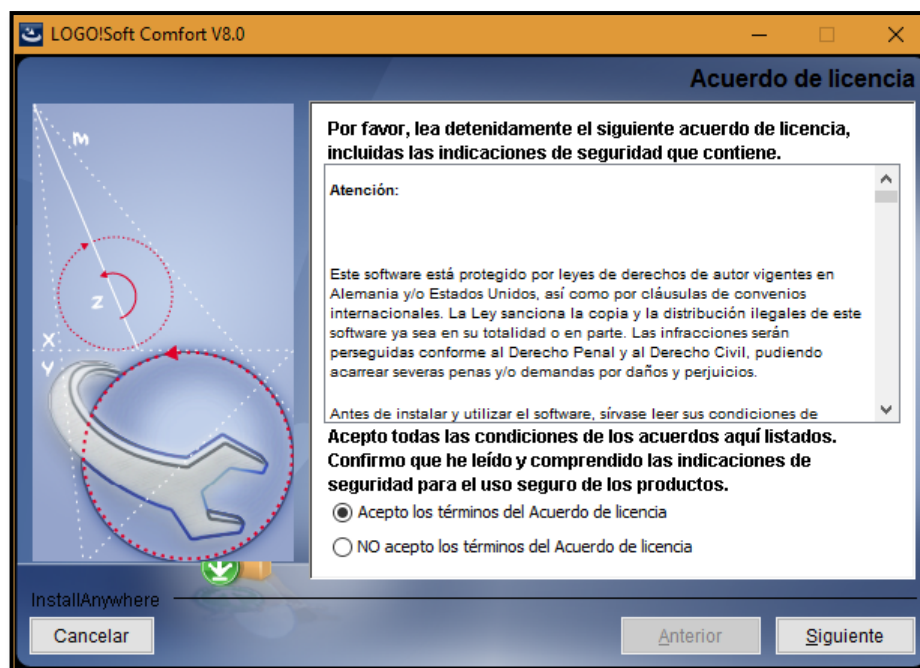 LOGO!Soft Comfort V8.0
Acuerdo de licencia
m
z
X
Y
Por favor, lea detenidamente el siguiente acuerdo de licencia,
incluidas las indicaciones de seguridad que contiene.
Atención:
Este software está protegido por leyes de derechos de autor vigentes en
Alemania y/o Estados Unidos, así como por cláusulas de convenios
internacionales. La Ley sanciona la copia y la distribución ilegales de este
software ya sea en su totalidad o en parte. Las infracciones serán
perseguidas conforme al Derecho Penal y al Derecho Civil, pudiendo
acarrear severas penas y/o demandas por daños y perjuicios.
Antes de instalar y utilizar el software, sírvase leer sus condiciones de
Acepto todas las condiciones de los acuerdos aquí listados.
Confirmo que he leído y comprendido las indicaciones de
seguridad para el uso seguro de los productos.
Acepto los términos del Acuerdo de licencia
NO acepto los términos del Acuerdo de licencia
InstallAnywhere
Cancelar
Anterior
Siguiente